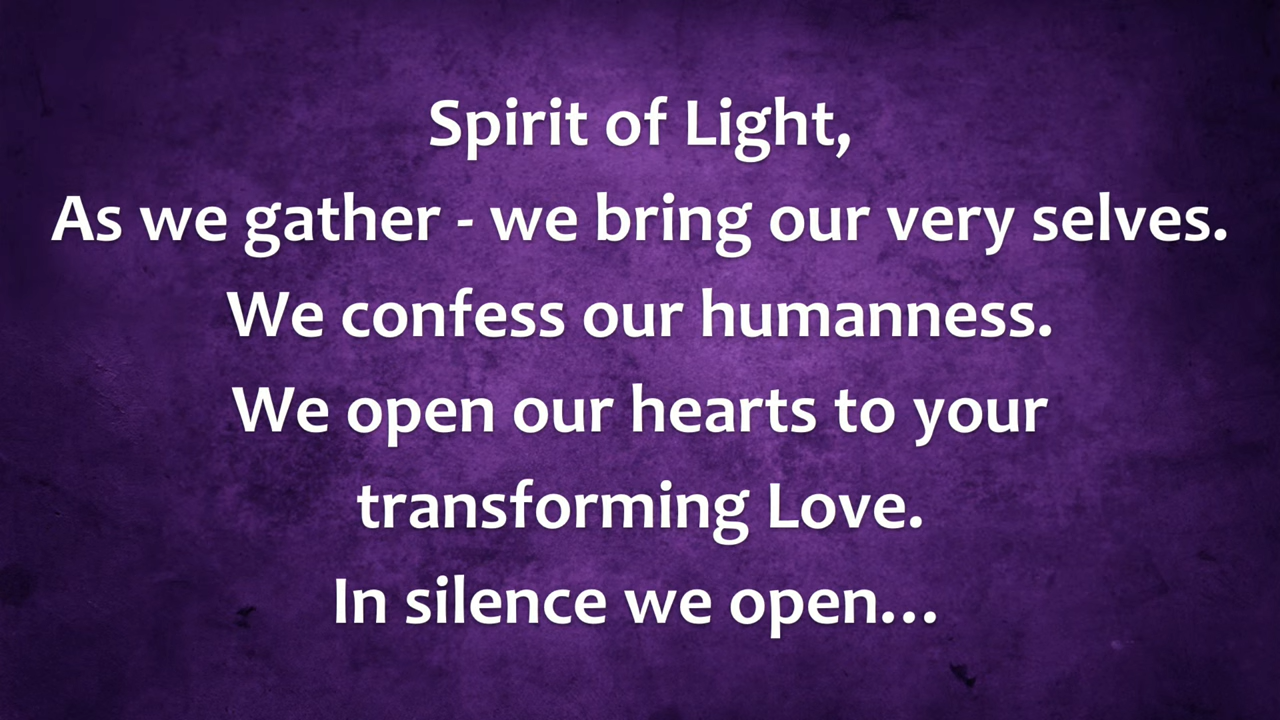 Spirit of Light,
As we gather - we bring our very selves.
We confess our humanness.
We open our hearts to your
transforming Love.
In silence we open…